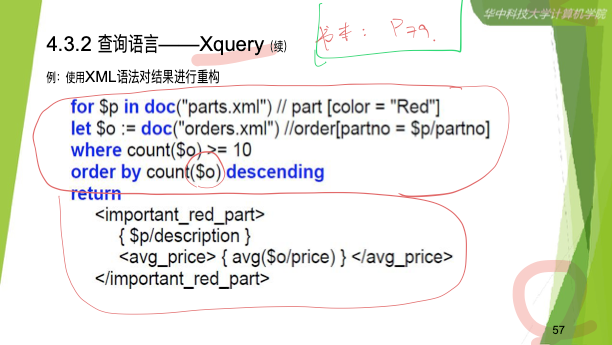 华中科技大学计算机学院
书本： P79.
4.3.2 查询语言——Xquery (续)
例：使用XML语法对结果进行重构
for $p in doc("parts.xml") // part [color = "Red"]
let $o := doc("orders.xml") //order[partno = $p/partno]
where count($o) >= 10
order by count($o) descending
return
<important_red_part>
{ $p/description }
<avg_price> { avg($o/price) } </avg_price>
</important_red_part>
57